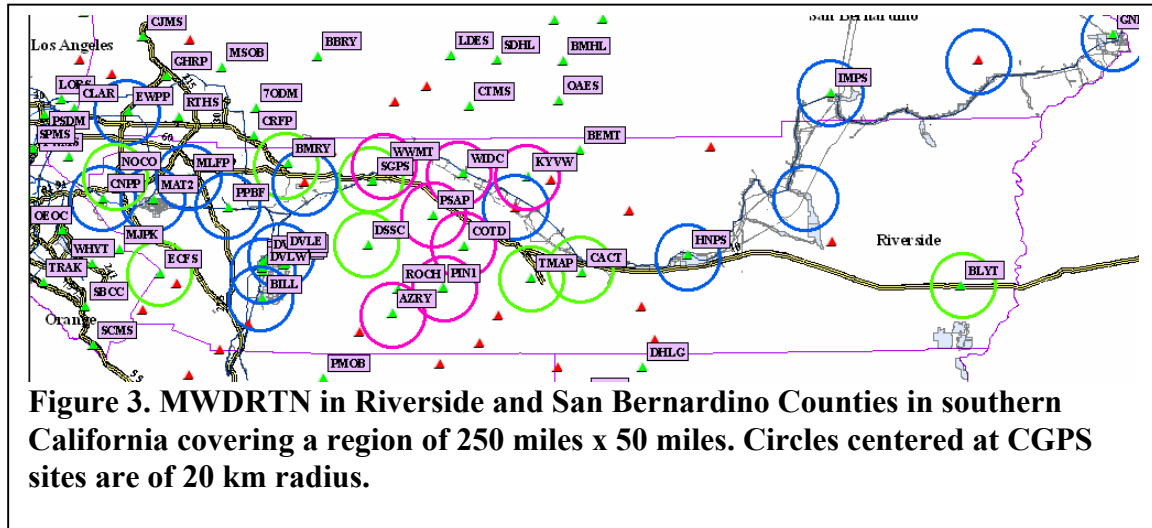 San Bernardino
CJMS
Los Angeles
MSOB
BBRY
LDES
SDHL
BMHL
GHRP
IMPS
CLAR
EWPP
RTHS
7ODM
CTMS
OAES
PSDM
SPMS
60
CRFP
BEMT
NOCO
MLFP
BMRY
WWMT
SGPS
WIDC
KYVW
CNPP
MAT2
PPBF
PSAP
OEOC
MJPK
DSSC
COTD
HNPS
Riverside
WHYT
DVLE
DVLW
TRAK
ECFS
ROCH
PIN1
TMAP
CACT
BLYT
SBCC
BILL
AZRY
Orange
SCMS
PMOB
DHLG
Figure 3. MWDRTN in Riverside and San Bernardino Counties in southern
California covering a region of 250 miles x 50 miles. Circles centered at CGPS
sites are of 20 km radius.